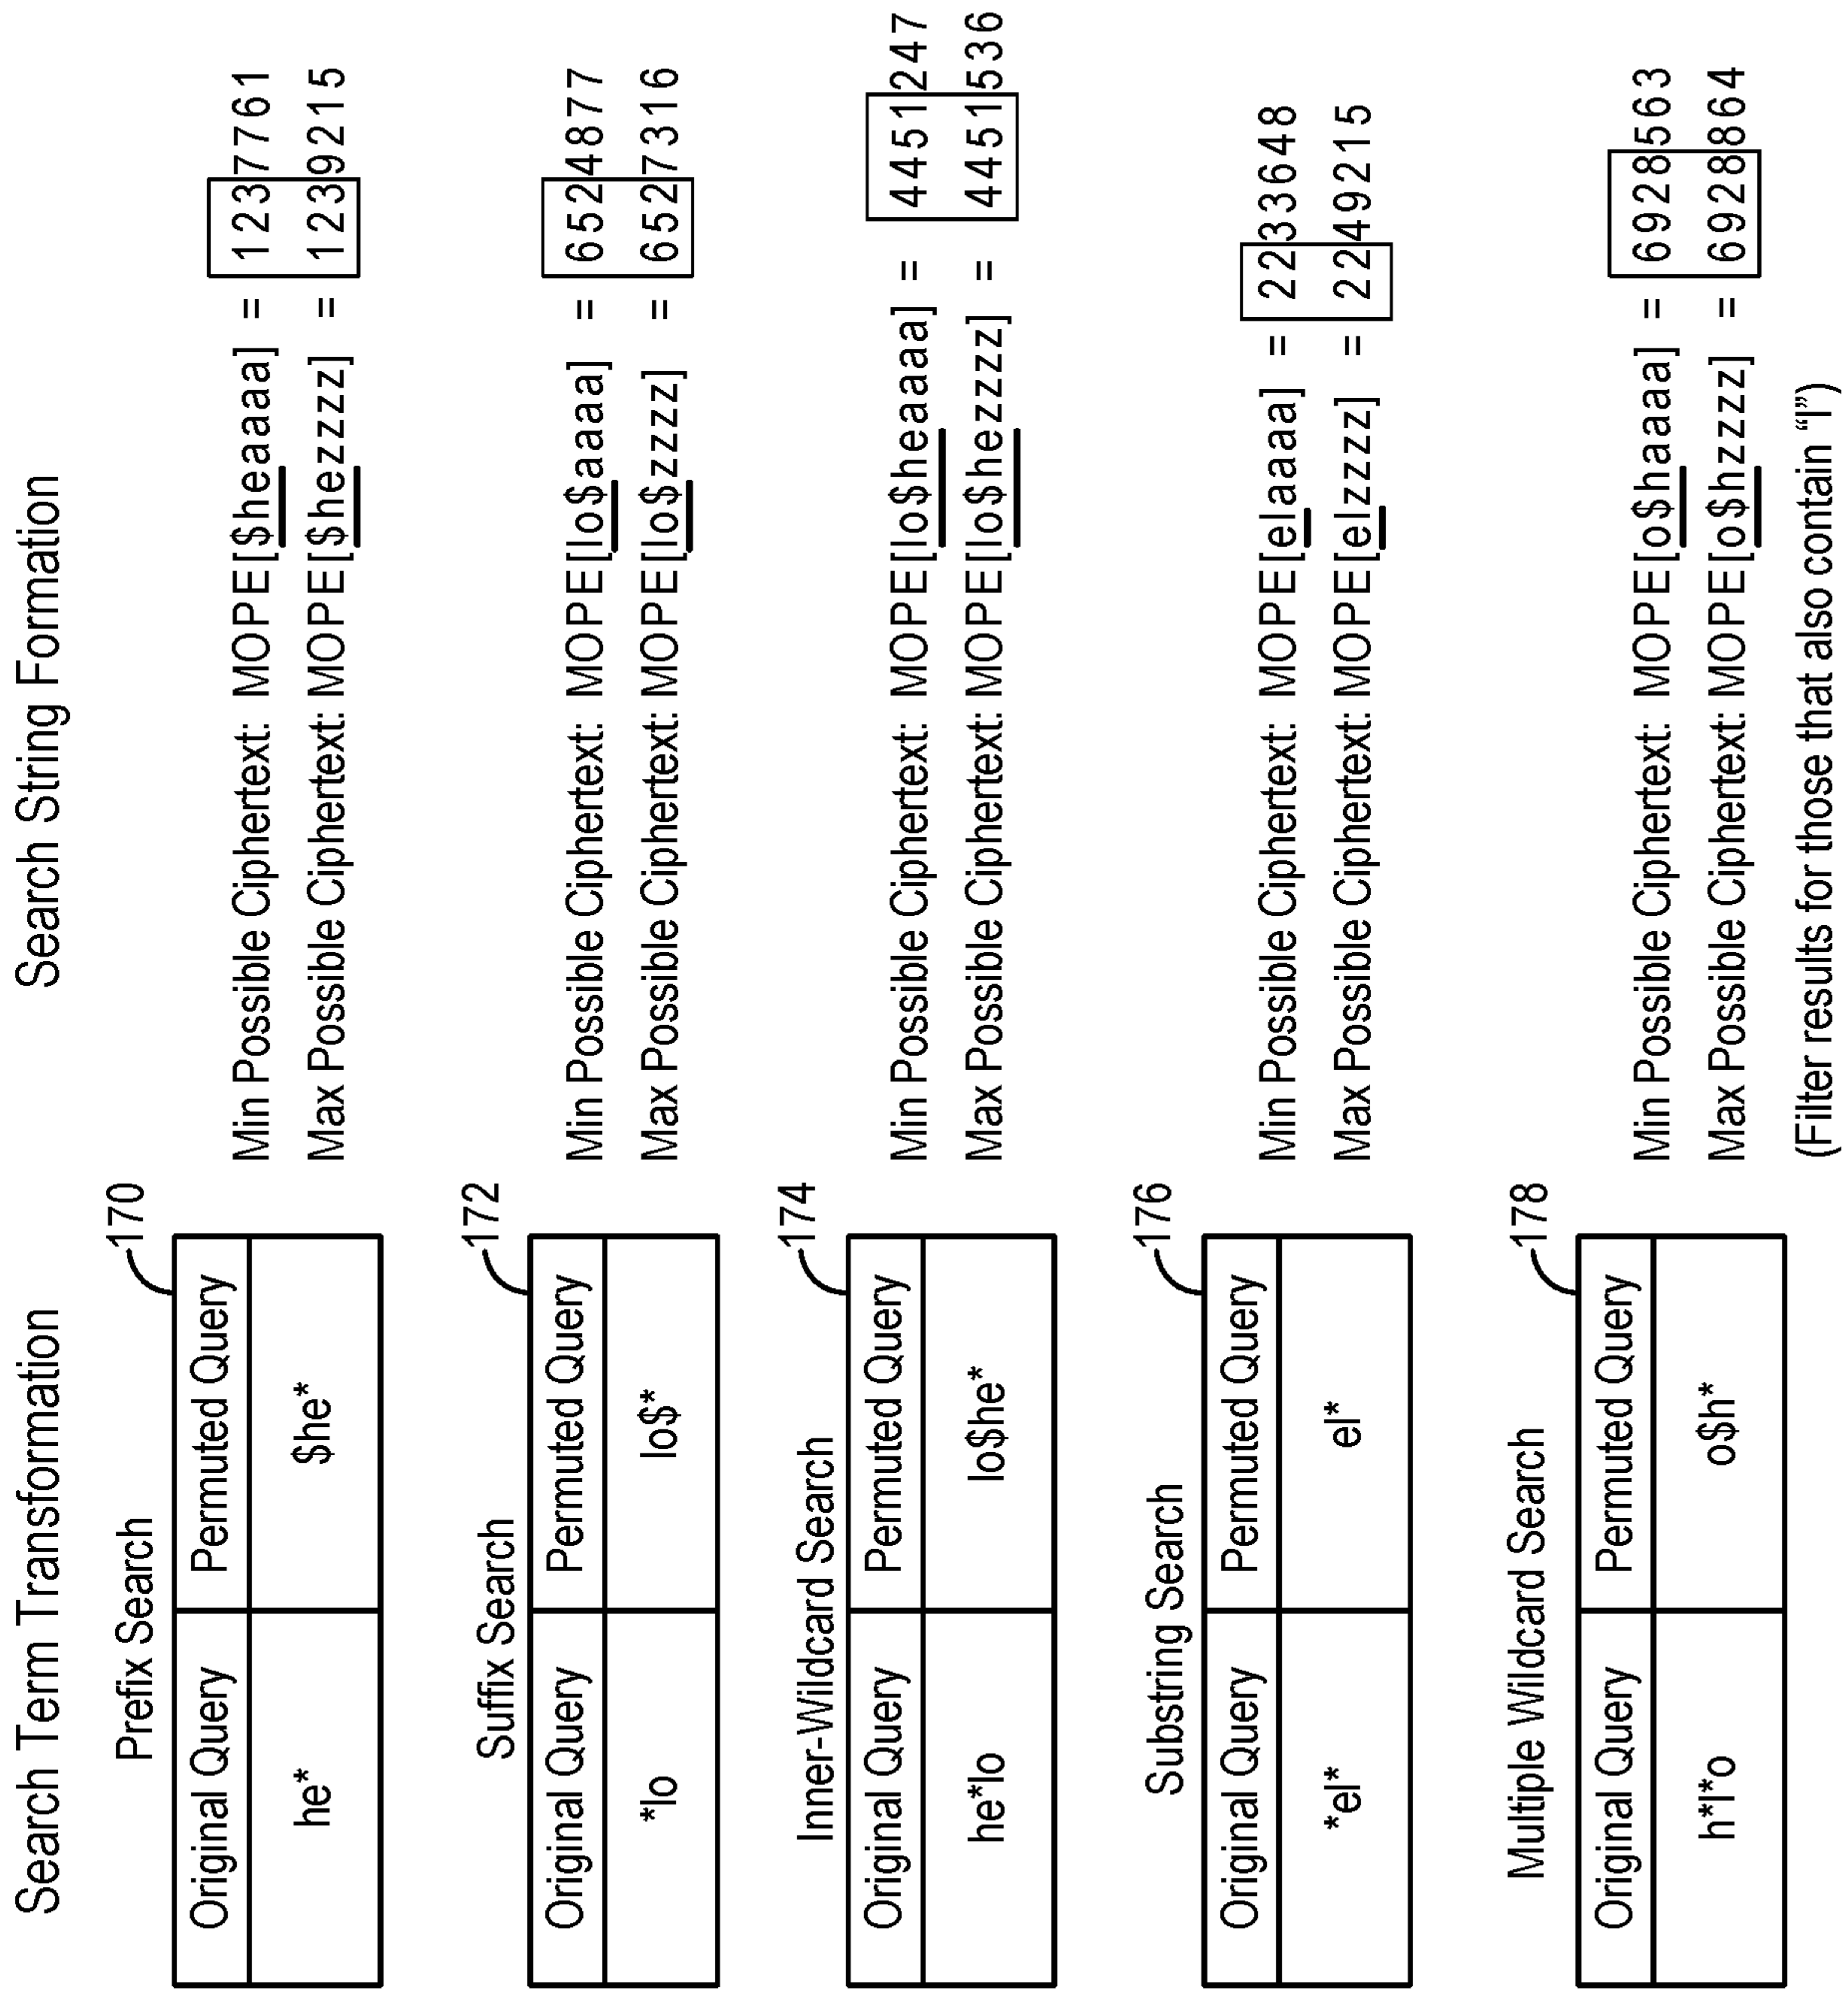 Search Term Transformation
Search String Formation
Prefix Search
170
Original Query Permuted Query
he* $he*
Min Possible Ciphertext: MOPE[$heaaaa] = 1237761
Max Possible Ciphertext: MOPE[$hezzzz] = 1239215
Suffix Search
172
Original Query Permuted Query
*lo lo$*
Min Possible Ciphertext: MOPE[lo$aaaa] = 6524877
Max Possible Ciphertext: MOPE[lo$zzzz] = 6527316
Inner-Wildcard Search
174
Original Query Permuted Query
he*lo lo$he*
Min Possible Ciphertext: MOPE[lo$heaaaa] = 4451247
Max Possible Ciphertext: MOPE[lo$hezzzz] = 4451536
Substring Search
176
Original Query Permuted Query
*el* el*
Min Possible Ciphertext: MOPE[elaaaa] = 2233648
Max Possible Ciphertext: MOPE[elzzzz] = 2249215
Multiple Wildcard Search
178
Original Query Permuted Query
h*l*o o$h*
Min Possible Ciphertext: MOPE[o$haaaa] = 6928563
Max Possible Ciphertext: MOPE[o$hzzzz] = 6928864
(Filter results for those that also contain “l”)